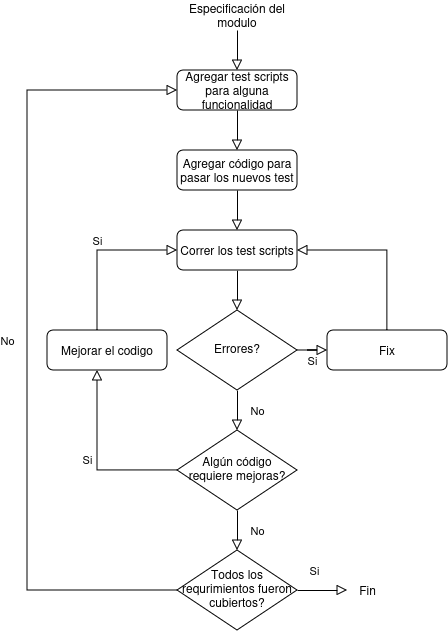 Especificación del
modulo
Agregar test scripts
para alguna
funcionalidad
Agregar código para
pasar los nuevos test
Si
Correr los test scripts
No
Mejorar el codigo
Errores?
Si
Fix
No
Si
Algún código
requiere mejoras?
No
Todos los
requrimientos fueron
cubiertos?
Si
Fin